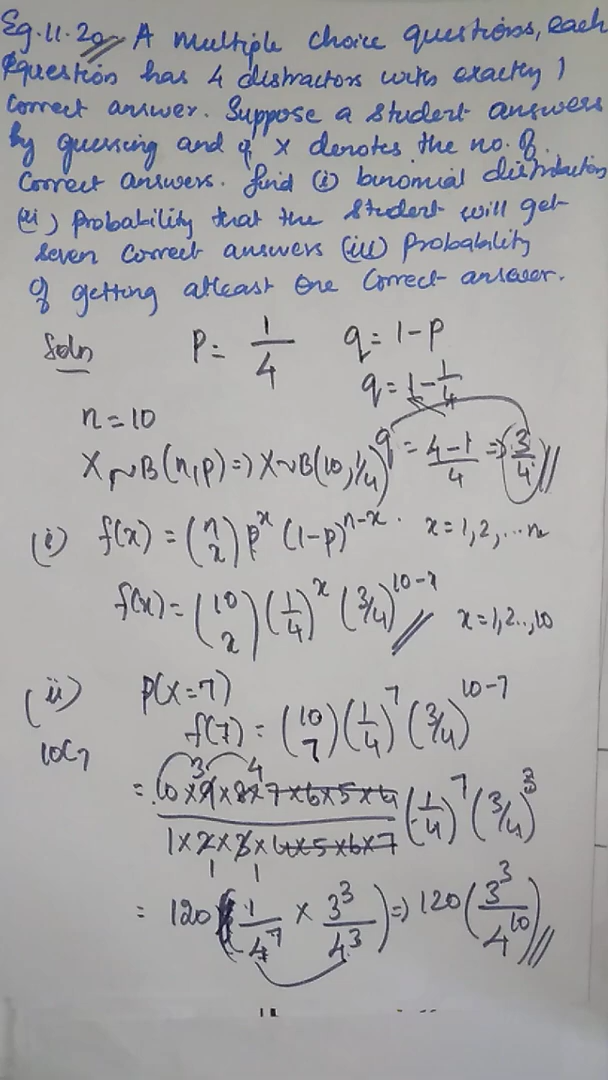 Eg.11.20 A multiple choice questions, each
question has 4 distractors with exactly 1
correct answer. Suppose a student answers
by guessing and if x denotes the no. of
correct answers. find (i) binomial distribution
(ii) probability that the student will get
seven correct answers (iii) Probability
of getting atleast one correct answer.
Soln P = 1/4 q = 1-P
q = 1 - 1/4
n = 10
X ~ B(n,p) => X ~ B(10, 1/4) q = 4-1/4 => (3/4)
(i) f(x) = (n x) p^x (1-p)^n-x . x = 1,2,...n
f(x) = (10 x) (1/4)^x (3/4)^10-x x = 1,2..,10
(ii) P(X=7)
f(7) = (10 7) (1/4)^7 (3/4)^10-7
10C7
= 10×9×8×7×6×5×4 / 1×2×3×4×5×6×7 (1/4)^7 (3/4)^3
= 120 (1/4^7 × 3^3/4^3) => 120 (3^3/4^10)